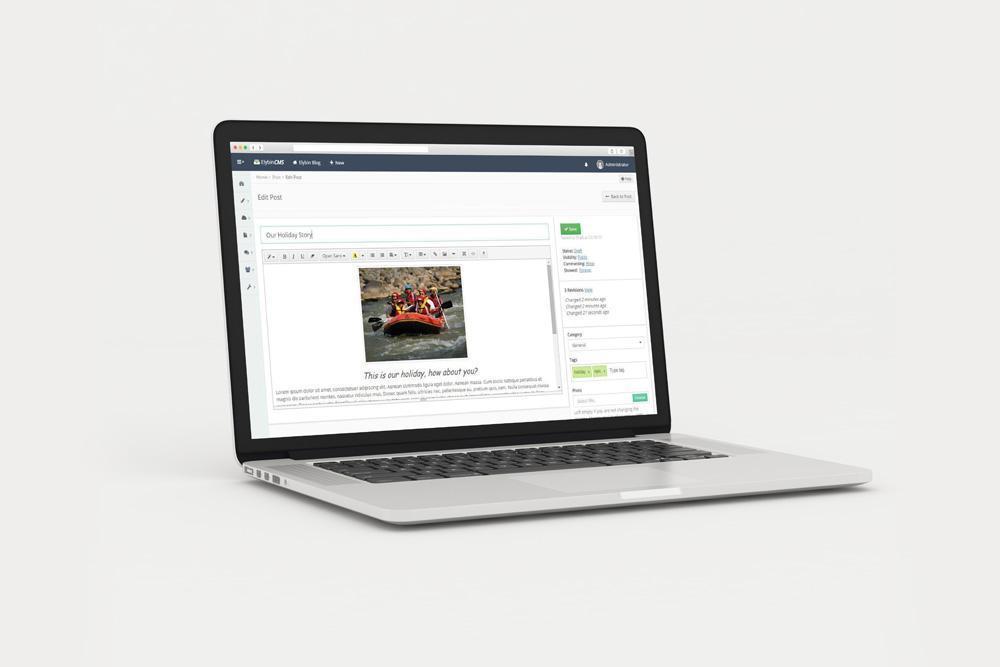 ElybinCMS
Elybin Blog
New
Administrator
Home > Post > Edit Post
Help
Edit Post
Back to Post
Our Holiday Story
Save
Status: Draft
Visibility: Public
Commenting: Allow
3 Revisions
Changed 2 minutes ago
Changed 2 minutes ago
Changed 21 seconds ago
Open Sans
A
This is our holiday, how about you?
Lorem ipsum dolor sit amet, consectetuer adipiscing elit. Aenean commodo ligula eget dolor. Aenean massa. Cum sociis natoque penatibus et
magnis dis parturient montes, nascetur ridiculus mus. Donec quam felis, ultricies nec, pellentesque eu, pretium quis, sem. Nulla consequat massa
Category
General
Tags
holiday
Type tag
Photo
Select file..
Left empty if you are not changing the